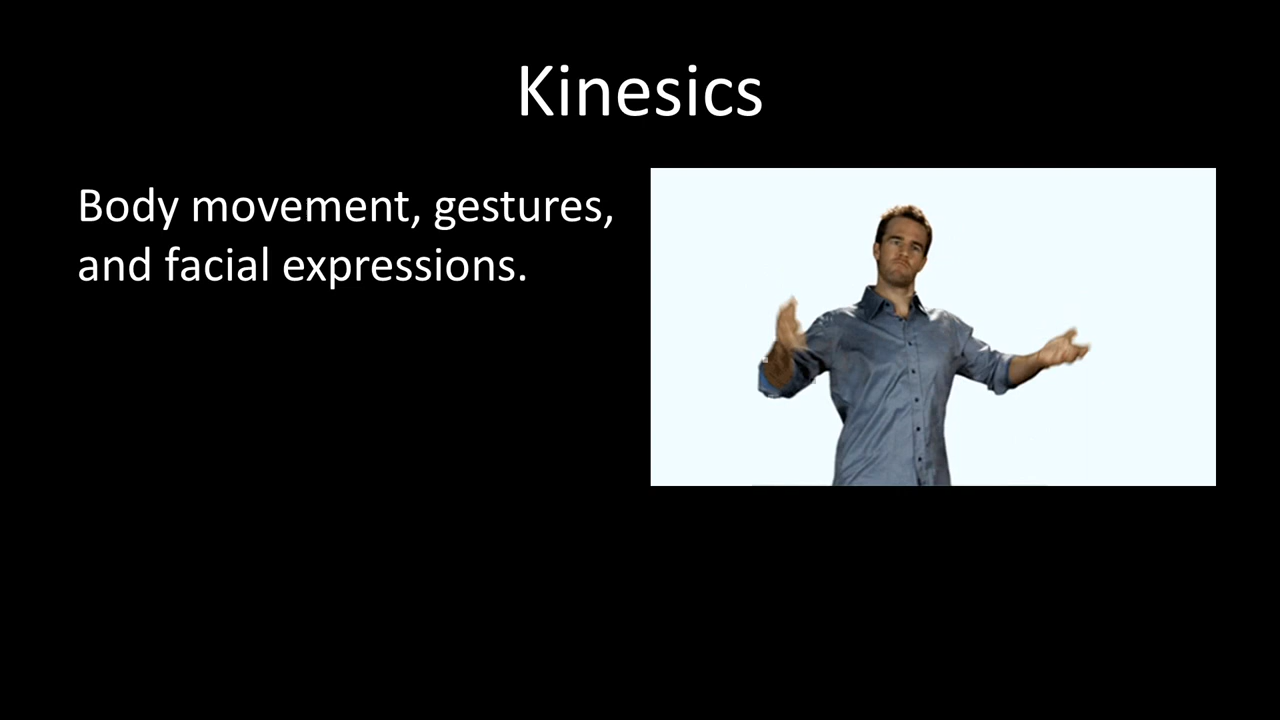 Kinesics
Body movement, gestures,
and facial expressions.